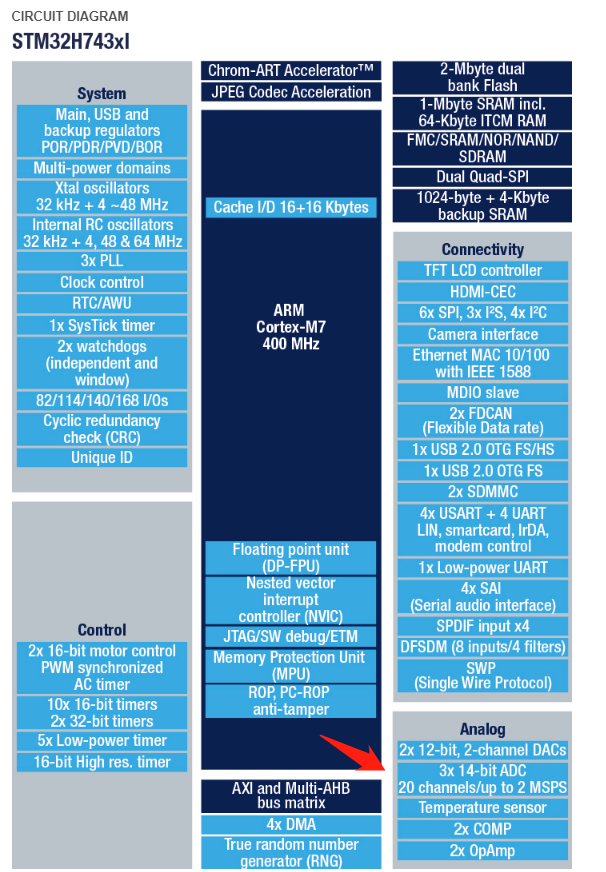 CIRCUIT DIAGRAM
STM32H743xI
System
Main, USB and
backup regulators
POR/PDR/PVD/BOR
Multi-power domains
Xtal oscillators
32 kHz + 4 ~48 MHz
Internal RC oscillators
32 kHz + 4, 48 & 64 MHz
3x PLL
Clock control
RTC/AWU
1x SysTick timer
2x watchdogs
(independent and
window)
82/114/140/168 I/Os
Cyclic redundancy
check (CRC)
Unique ID
Control
2x 16-bit motor control
PWM synchronized
AC timer
10x 16-bit timers
2x 32-bit timers
5x Low-power timer
16-bit High res. timer
Chrom-ART Accelerator™
JPEG Codec Acceleration
Cache I/D 16+16 Kbytes
ARM
Cortex-M7
400 MHz
Floating point unit
(DP-FPU)
Nested vector
interrupt
controller (NVIC)
JTAG/SW debug/ETM
Memory Protection Unit
(MPU)
ROP, PC-ROP
anti-tamper
AXI and Multi-AHB
bus matrix
4x DMA
True random number
generator (RNG)
2-Mbyte dual
bank Flash
1-Mbyte SRAM incl.
64-Kbyte ITCM RAM
FMC/SRAM/NOR/NAND/
SDRAM
Dual Quad-SPI
1024-byte + 4-Kbyte
backup SRAM
Connectivity
TFT LCD controller
HDMI-CEC
6x SPI, 3x I²S, 4x I²C
Camera interface
Ethernet MAC 10/100
with IEEE 1588
MDIO slave
2x FDCAN
(Flexible Data rate)
1x USB 2.0 OTG FS/HS
1x USB 2.0 OTG FS
2x SDMMC
4x USART + 4 UART
LIN, smartcard, IrDA,
modem control
1x Low-power UART
4x SAI
(Serial audio interface)
SPDIF input x4
DFSDM (8 inputs/4 filters)
SWP
(Single Wire Protocol)
Analog
2x 12-bit, 2-channel DACs
3x 14-bit ADC
20 channels/up to 2 MSPS
Temperature sensor
2x COMP
2x OpAmp